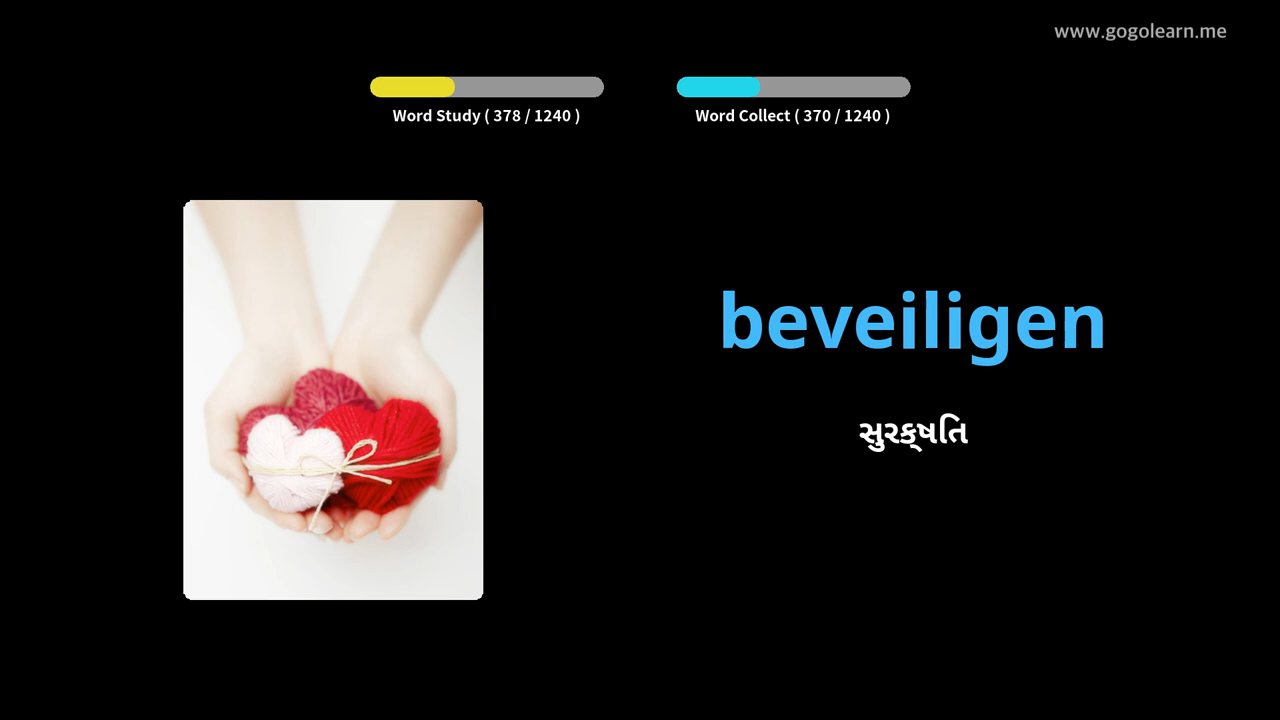 www.gogolearn.me
Word Study ( 378 / 1240 )
Word Collect ( 370 / 1240 )
beveiligen
સુરક્ષતિ